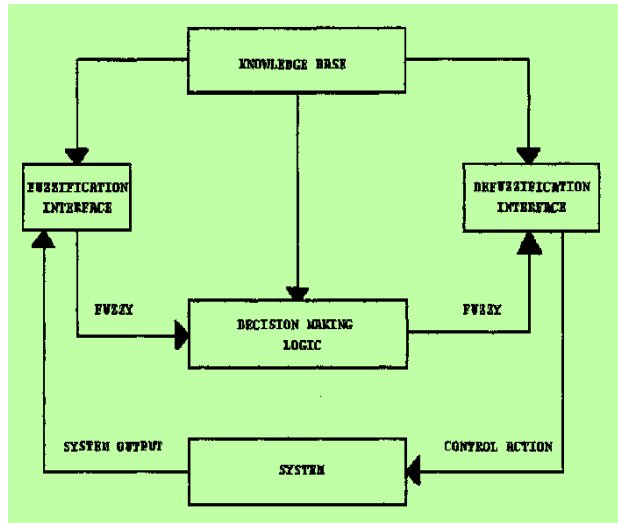 KNOWLEDGE BASE
FUZZIFICATION
INTERFACE
DEFUZZIFICATION
INTERFACE
FUZZY
FUZZY
DECISION MAKING
LOGIC
SYSTEM OUTPUT
CONTROL ACTION
SYSTEM